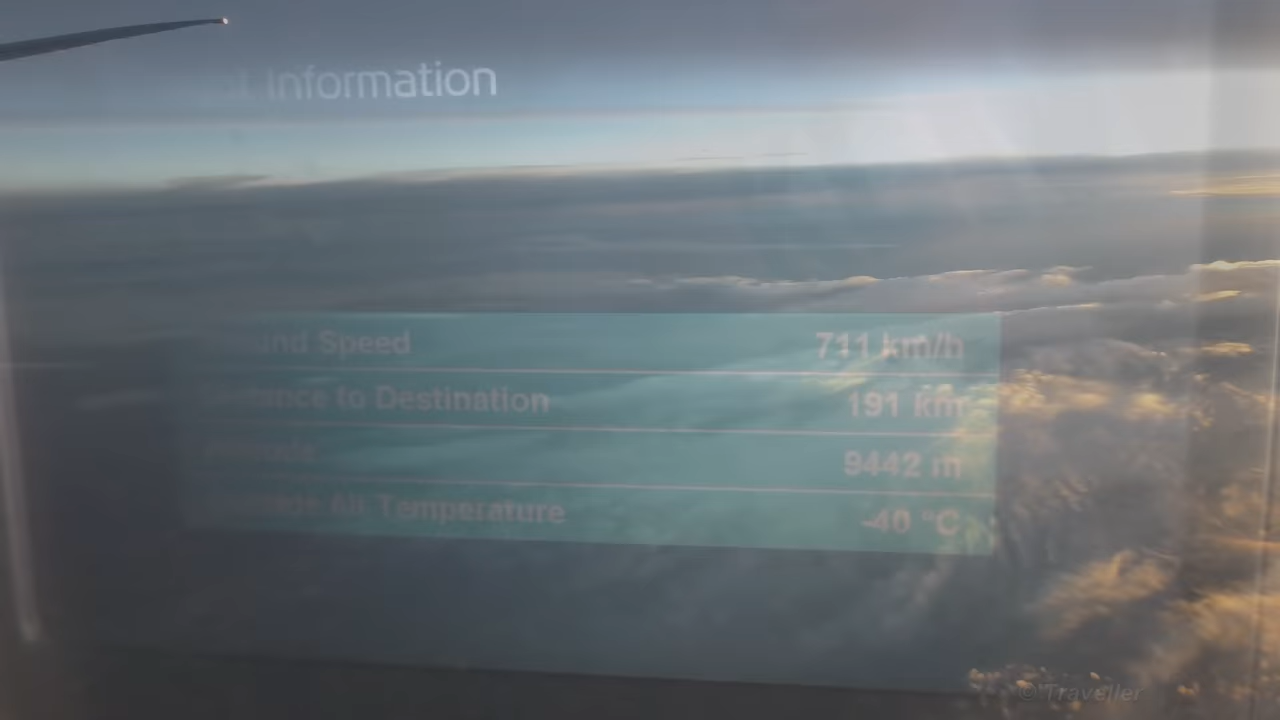 Information
Speed 711 km/h
to Destination 191 km
9442 m
Air Temperature -40 °C
© Traveller